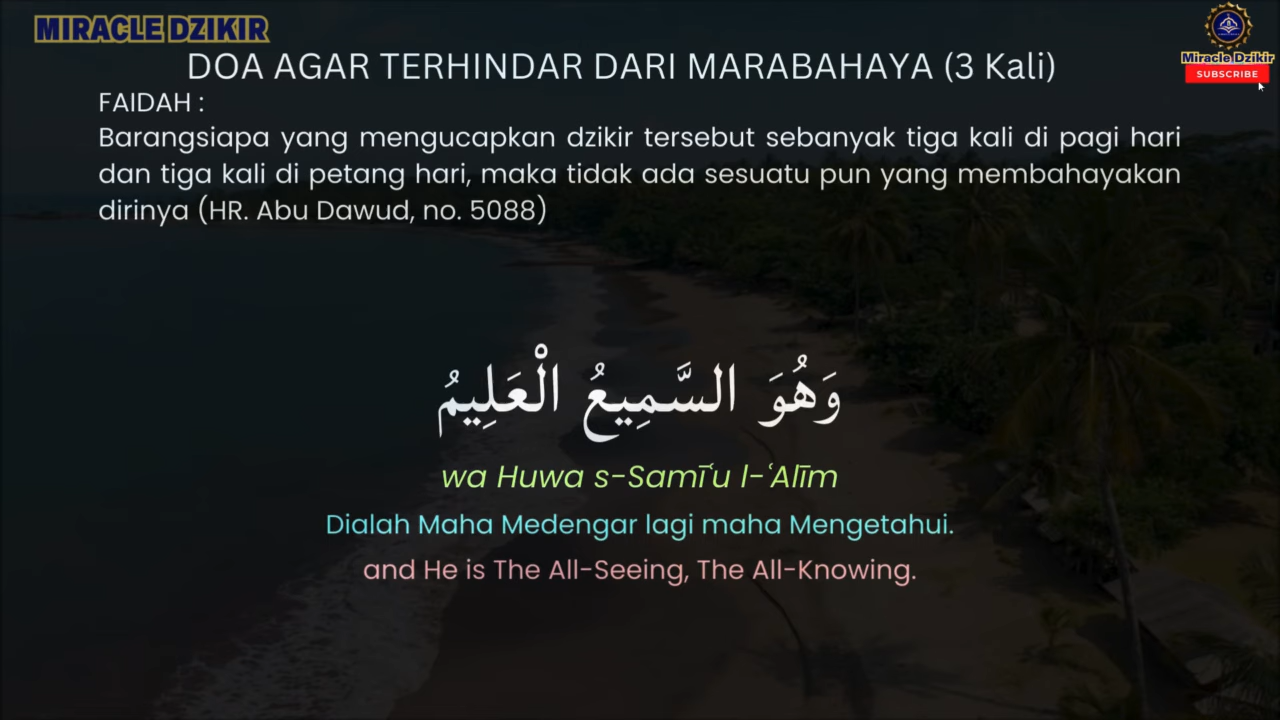 MIRACLE DZIKIR
DOA AGAR TERHINDAR DARI MARABAHAYA (3 Kali)
Miracle Dzikir
SUBSCRIBE
FAIDAH :
Barangsiapa yang mengucapkan dzikir tersebut sebanyak tiga kali di pagi hari
dan tiga kali di petang hari, maka tidak ada sesuatu pun yang membahayakan
dirinya (HR. Abu Dawud, no. 5088)
وَهُوَ السَّمِيعُ الْعَلِيمُ
wa Huwa s-Samīʿu l-ʿAlīm
Dialah Maha Medengar lagi maha Mengetahui.
and He is The All-Seeing, The All-Knowing.